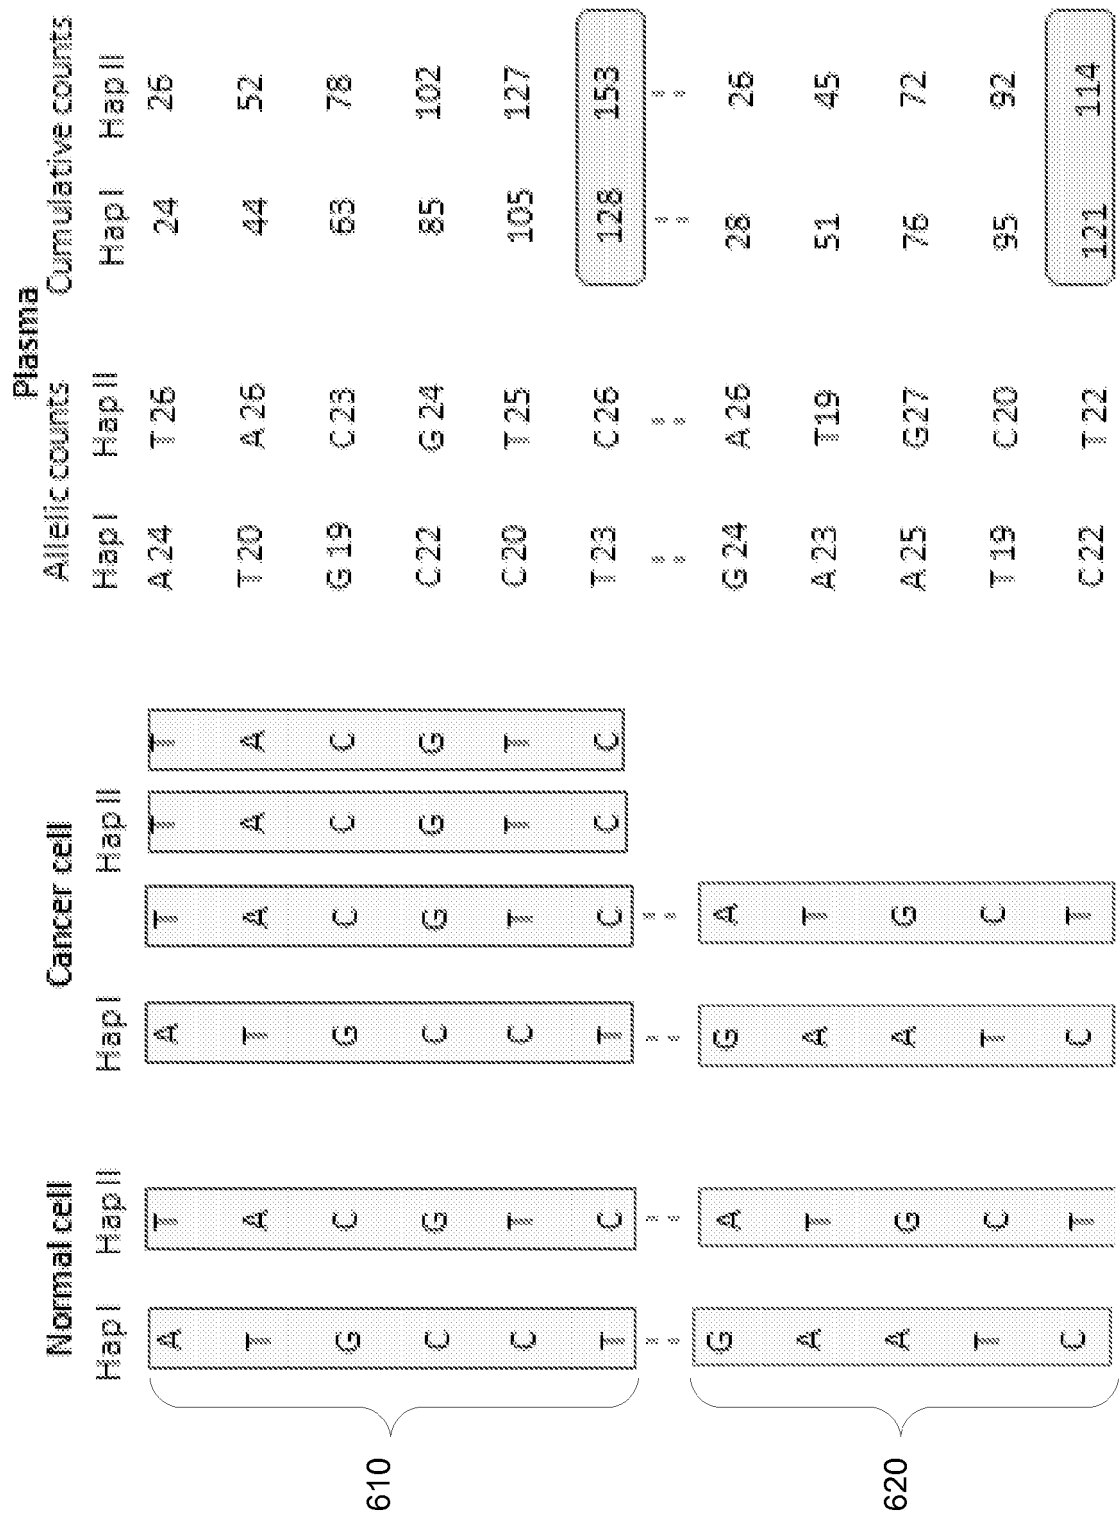 Plasma
Normal cell Cancer cell Allelic counts Cumulative counts
Hap I Hap II Hap I Hap II Hap I Hap II Hap I Hap II
A T A T T T A 24 T 26 24 26
T A T A A A T 20 A 26 44 52
G C G C C C G 19 C 23 63 78
610
C G C G G G C 22 G 24 85 102
C T C T T T C 20 T 25 105 127
T C T C C C T 23 C 26 128 153
G A G A G 24 A 26 28 26
A T A T A 23 T 19 51 45
620 A G A G A 25 G 27 76 72
T C T C T 19 C 20 95 92
C T C T C 22 T 22 121 114